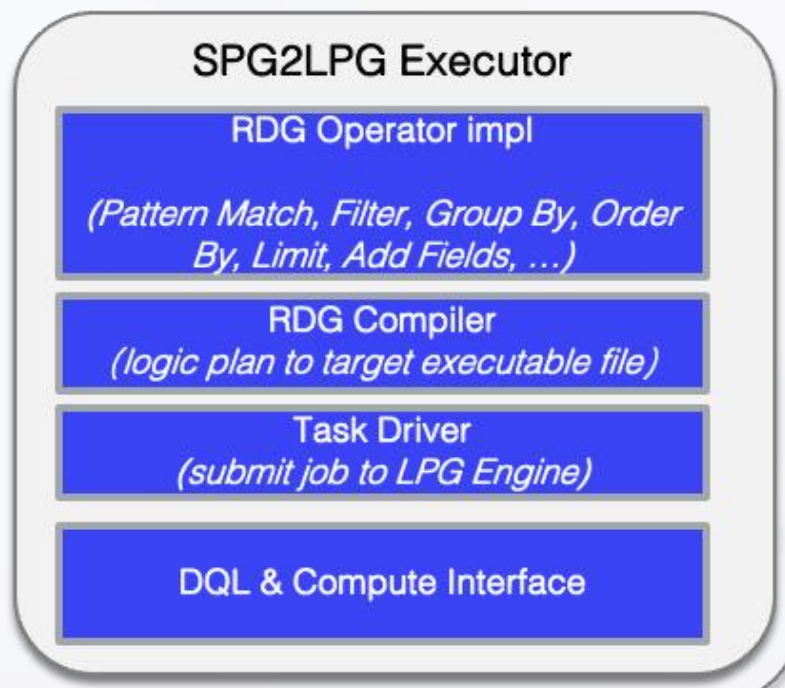 SPG2LPG Executor
RDG Operator impl
(Pattern Match, Filter, Group By, Order
By, Limit, Add Fields, ...)
RDG Compiler
(logic plan to target executable file)
Task Driver
(submit job to LPG Engine)
DQL & Compute Interface